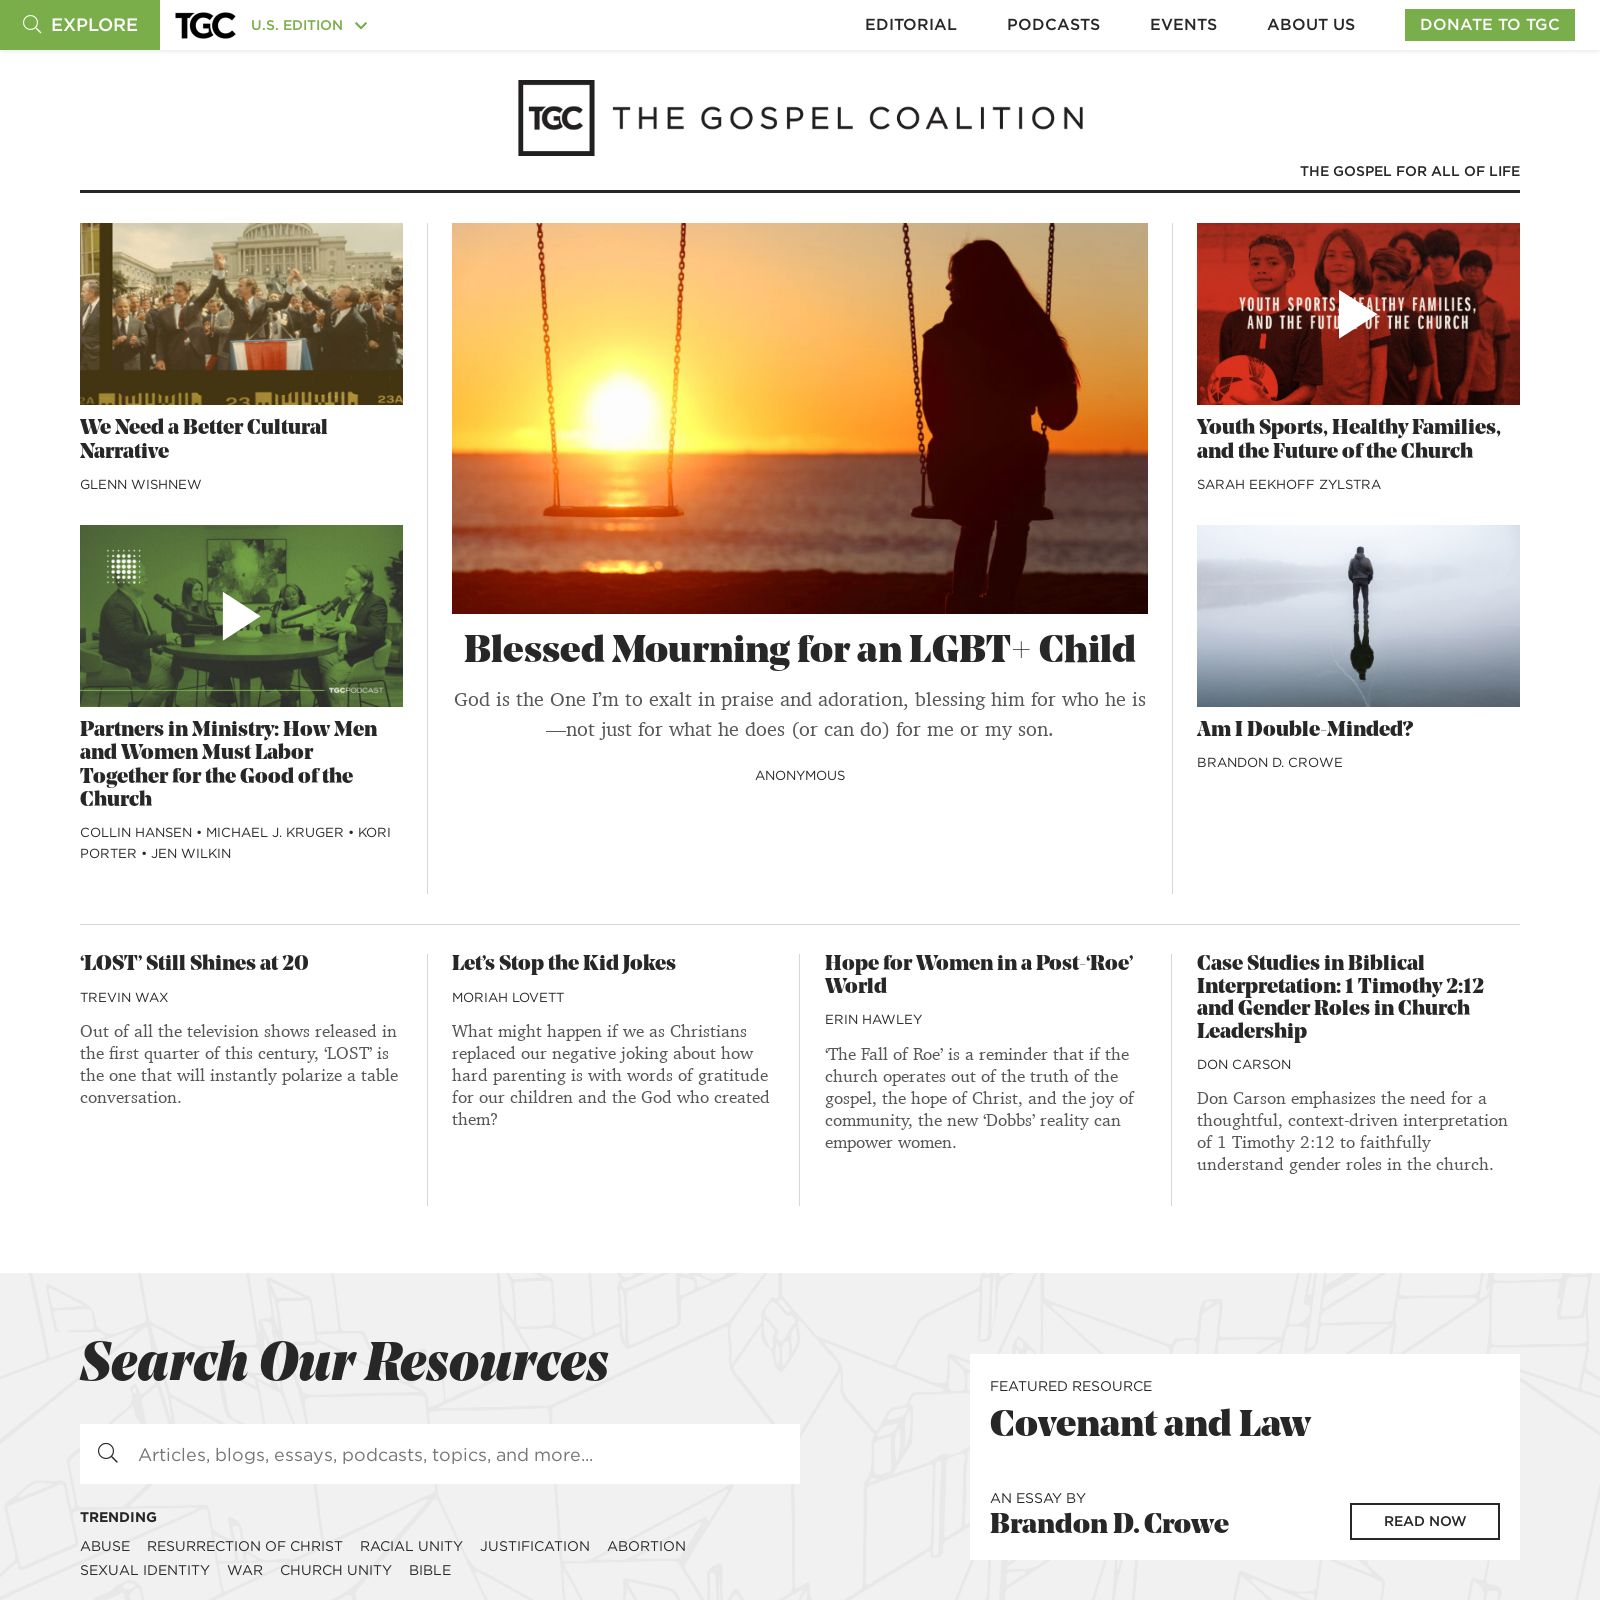 EXPLORE
TGC
U.S. EDITION
EDITORIAL
PODCASTS
EVENTS
ABOUT US
DONATE TO TGC
TGC THE GOSPEL COALITION
THE GOSPEL FOR ALL OF LIFE
23A
23
23A
We Need a Better Cultural
Narrative
GLENN WISHNEW
TGCPODCAST
Partners in Ministry: How Men
and Women Must Labor
Together for the Good of the
Church
COLLIN HANSEN • MICHAEL J. KRUGER • KORI
PORTER • JEN WILKIN
Blessed Mourning for an LGBT+ Child
God is the One I’m to exalt in praise and adoration, blessing him for who he is
—not just for what he does (or can do) for me or my son.
ANONYMOUS
YOUTH SPORTS, HEALTHY FAMILIES,
AND THE FUTURE OF THE CHURCH
Youth Sports, Healthy Families,
and the Future of the Church
SARAH EEKHOFF ZYLSTRA
Am I Double-Minded?
BRANDON D. CROWE
‘LOST’ Still Shines at 20
TREVIN WAX
Out of all the television shows released in
the first quarter of this century, ‘LOST’ is
the one that will instantly polarize a table
conversation.
Let’s Stop the Kid Jokes
MORIAH LOVETT
What might happen if we as Christians
replaced our negative joking about how
hard parenting is with words of gratitude
for our children and the God who created
them?
Hope for Women in a Post-‘Roe’
World
ERIN HAWLEY
‘The Fall of Roe’ is a reminder that if the
church operates out of the truth of the
gospel, the hope of Christ, and the joy of
community, the new ‘Dobbs’ reality can
empower women.
Case Studies in Biblical
Interpretation: 1 Timothy 2:12
and Gender Roles in Church
Leadership
DON CARSON
Don Carson emphasizes the need for a
thoughtful, context-driven interpretation
of 1 Timothy 2:12 to faithfully
understand gender roles in the church.
Search Our Resources
Articles, blogs, essays, podcasts, topics, and more...
TRENDING
ABUSE RESURRECTION OF CHRIST RACIAL UNITY JUSTIFICATION ABORTION
SEXUAL IDENTITY WAR CHURCH UNITY BIBLE
FEATURED RESOURCE
Covenant and Law
AN ESSAY BY
Brandon D. Crowe
READ NOW